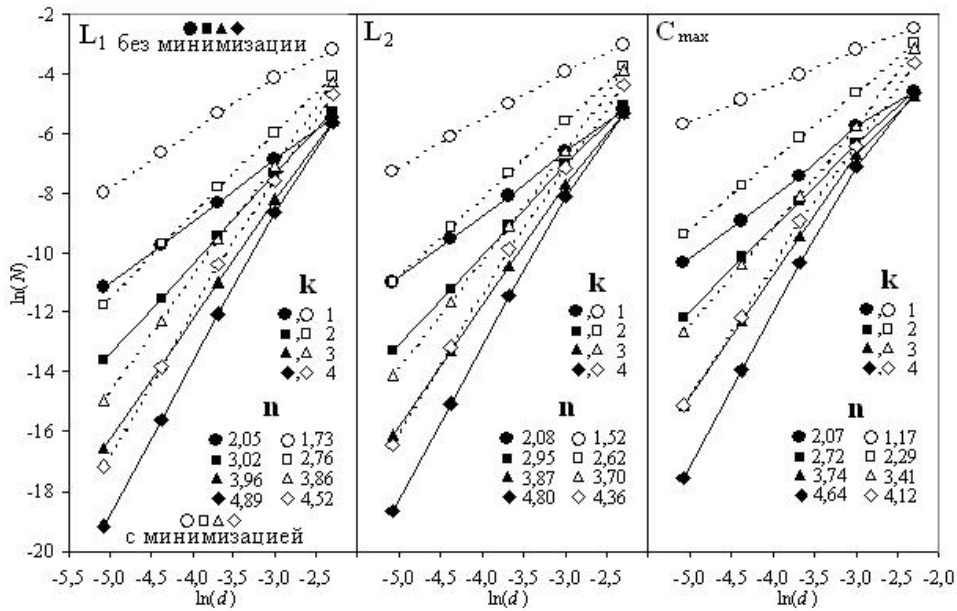 L1 без минимизации
L2
Cmax
-2
-4
-6
-8
-10
-12
-14
-16
-18
-20
ln(N)
k
,1
,2
,3
,4
n
2,05 1,73
3,02 2,76
3,96 3,86
4,89 4,52
с минимизацией
k
,1
,2
,3
,4
n
2,08 1,52
2,95 2,62
3,87 3,70
4,80 4,36
k
,1
,2
,3
,4
n
2,07 1,17
2,72 2,29
3,74 3,41
4,64 4,12
-5,5 -5,0 -4,5 -4,0 -3,5 -3,0 -2,5
-5,0 -4,5 -4,0 -3,5 -3,0 -2,5
-5,0 -4,5 -4,0 -3,5 -3,0 -2,5 -2,0
ln(d)
ln(d)
ln(d)